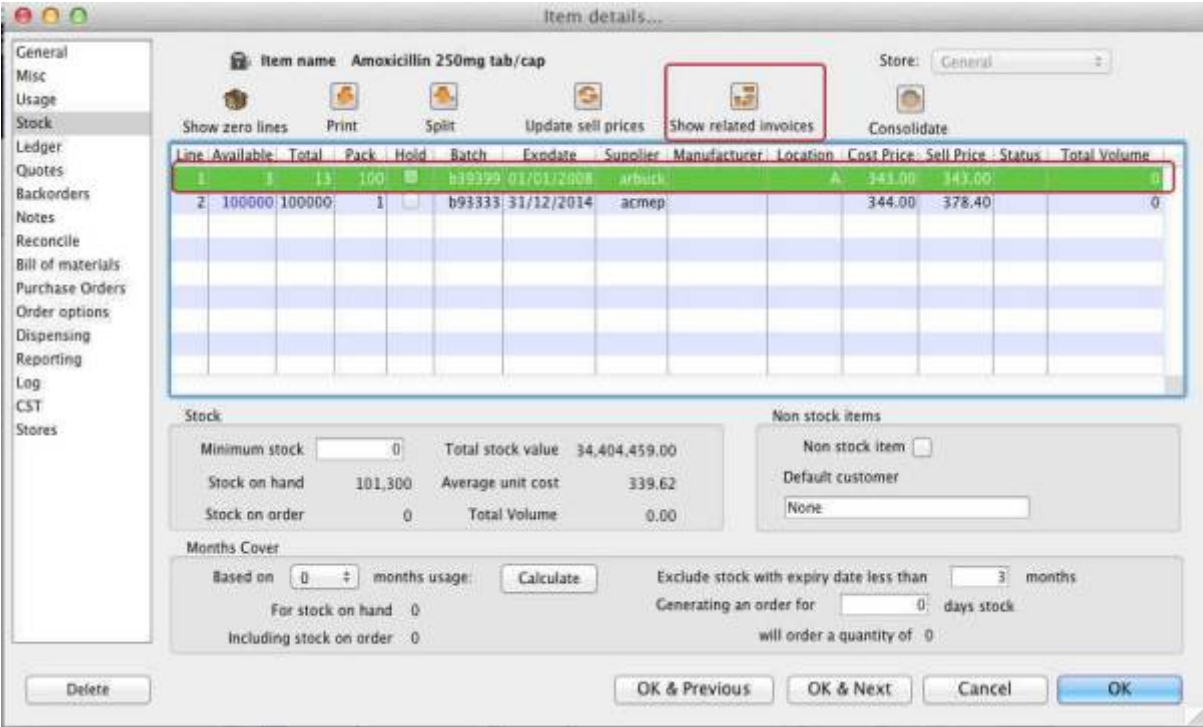 Item details...
General
Misc
Usage
Stock
Ledger
Quotes
Backorders
Notes
Reconcile
Bill of materials
Purchase Orders
Order options
Dispensing
Reporting
Log
CST
Stores
Item name Amoxicillin 250mg tab/cap
Store: General
Show zero lines Print Split Update sell prices Show related invoices Consolidate
Line Available Total Pack Hold Batch Expdate Supplier Manufacturer Location Cost Price Sell Price Status Total Volume
1 3 13 100 b39399 01/01/2008 arbuck A 343.00 343.00 0
2 100000 100000 1 b93333 31/12/2014 acmep 344.00 378.40 0
Stock
Minimum stock 0 Total stock value 34,404,459.00
Stock on hand 101,300 Average unit cost 339.62
Stock on order 0 Total Volume 0.00
Non stock items
Non stock item
Default customer
None
Months Cover
Based on 0 months usage: Calculate Exclude stock with expiry date less than 3 months
For stock on hand 0 Generating an order for 0 days stock
Including stock on order 0 will order a quantity of 0
Delete OK & Previous OK & Next Cancel OK